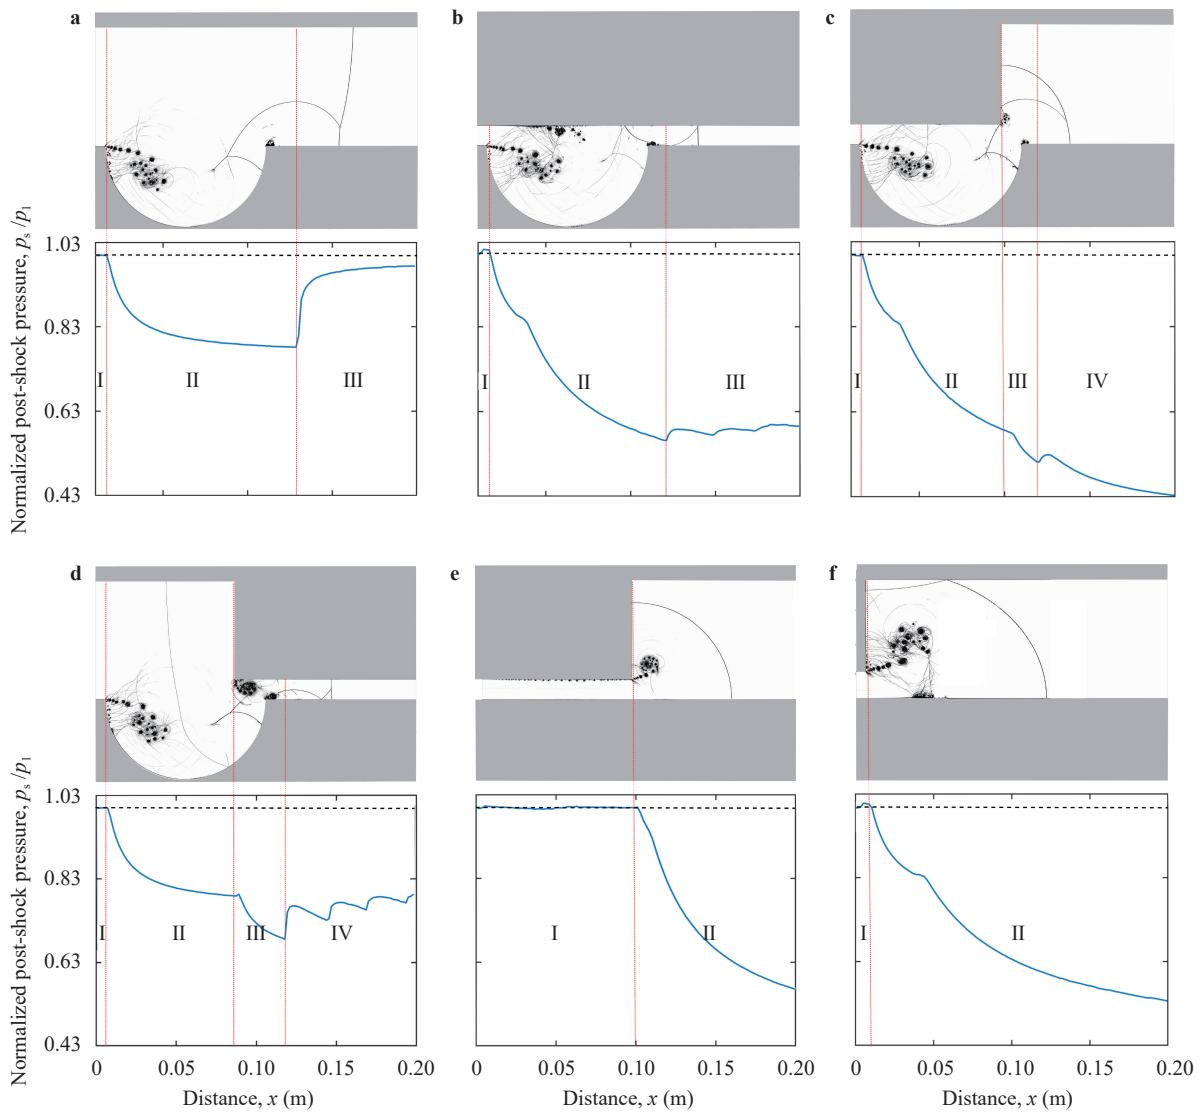 a
b
c
Normalized post-shock pressure, pₛ/p₁
1.03
0.83
0.63
0.43
I
II
III
I
II
III
I
II
III
IV
d
e
f
Normalized post-shock pressure, pₛ/p₁
1.03
0.83
0.63
0.43
I
II
III
IV
I
II
I
II
0 0.05 0.10 0.15 0.20
0 0.05 0.10 0.15 0.20
0 0.05 0.10 0.15 0.20
Distance, x (m)
Distance, x (m)
Distance, x (m)